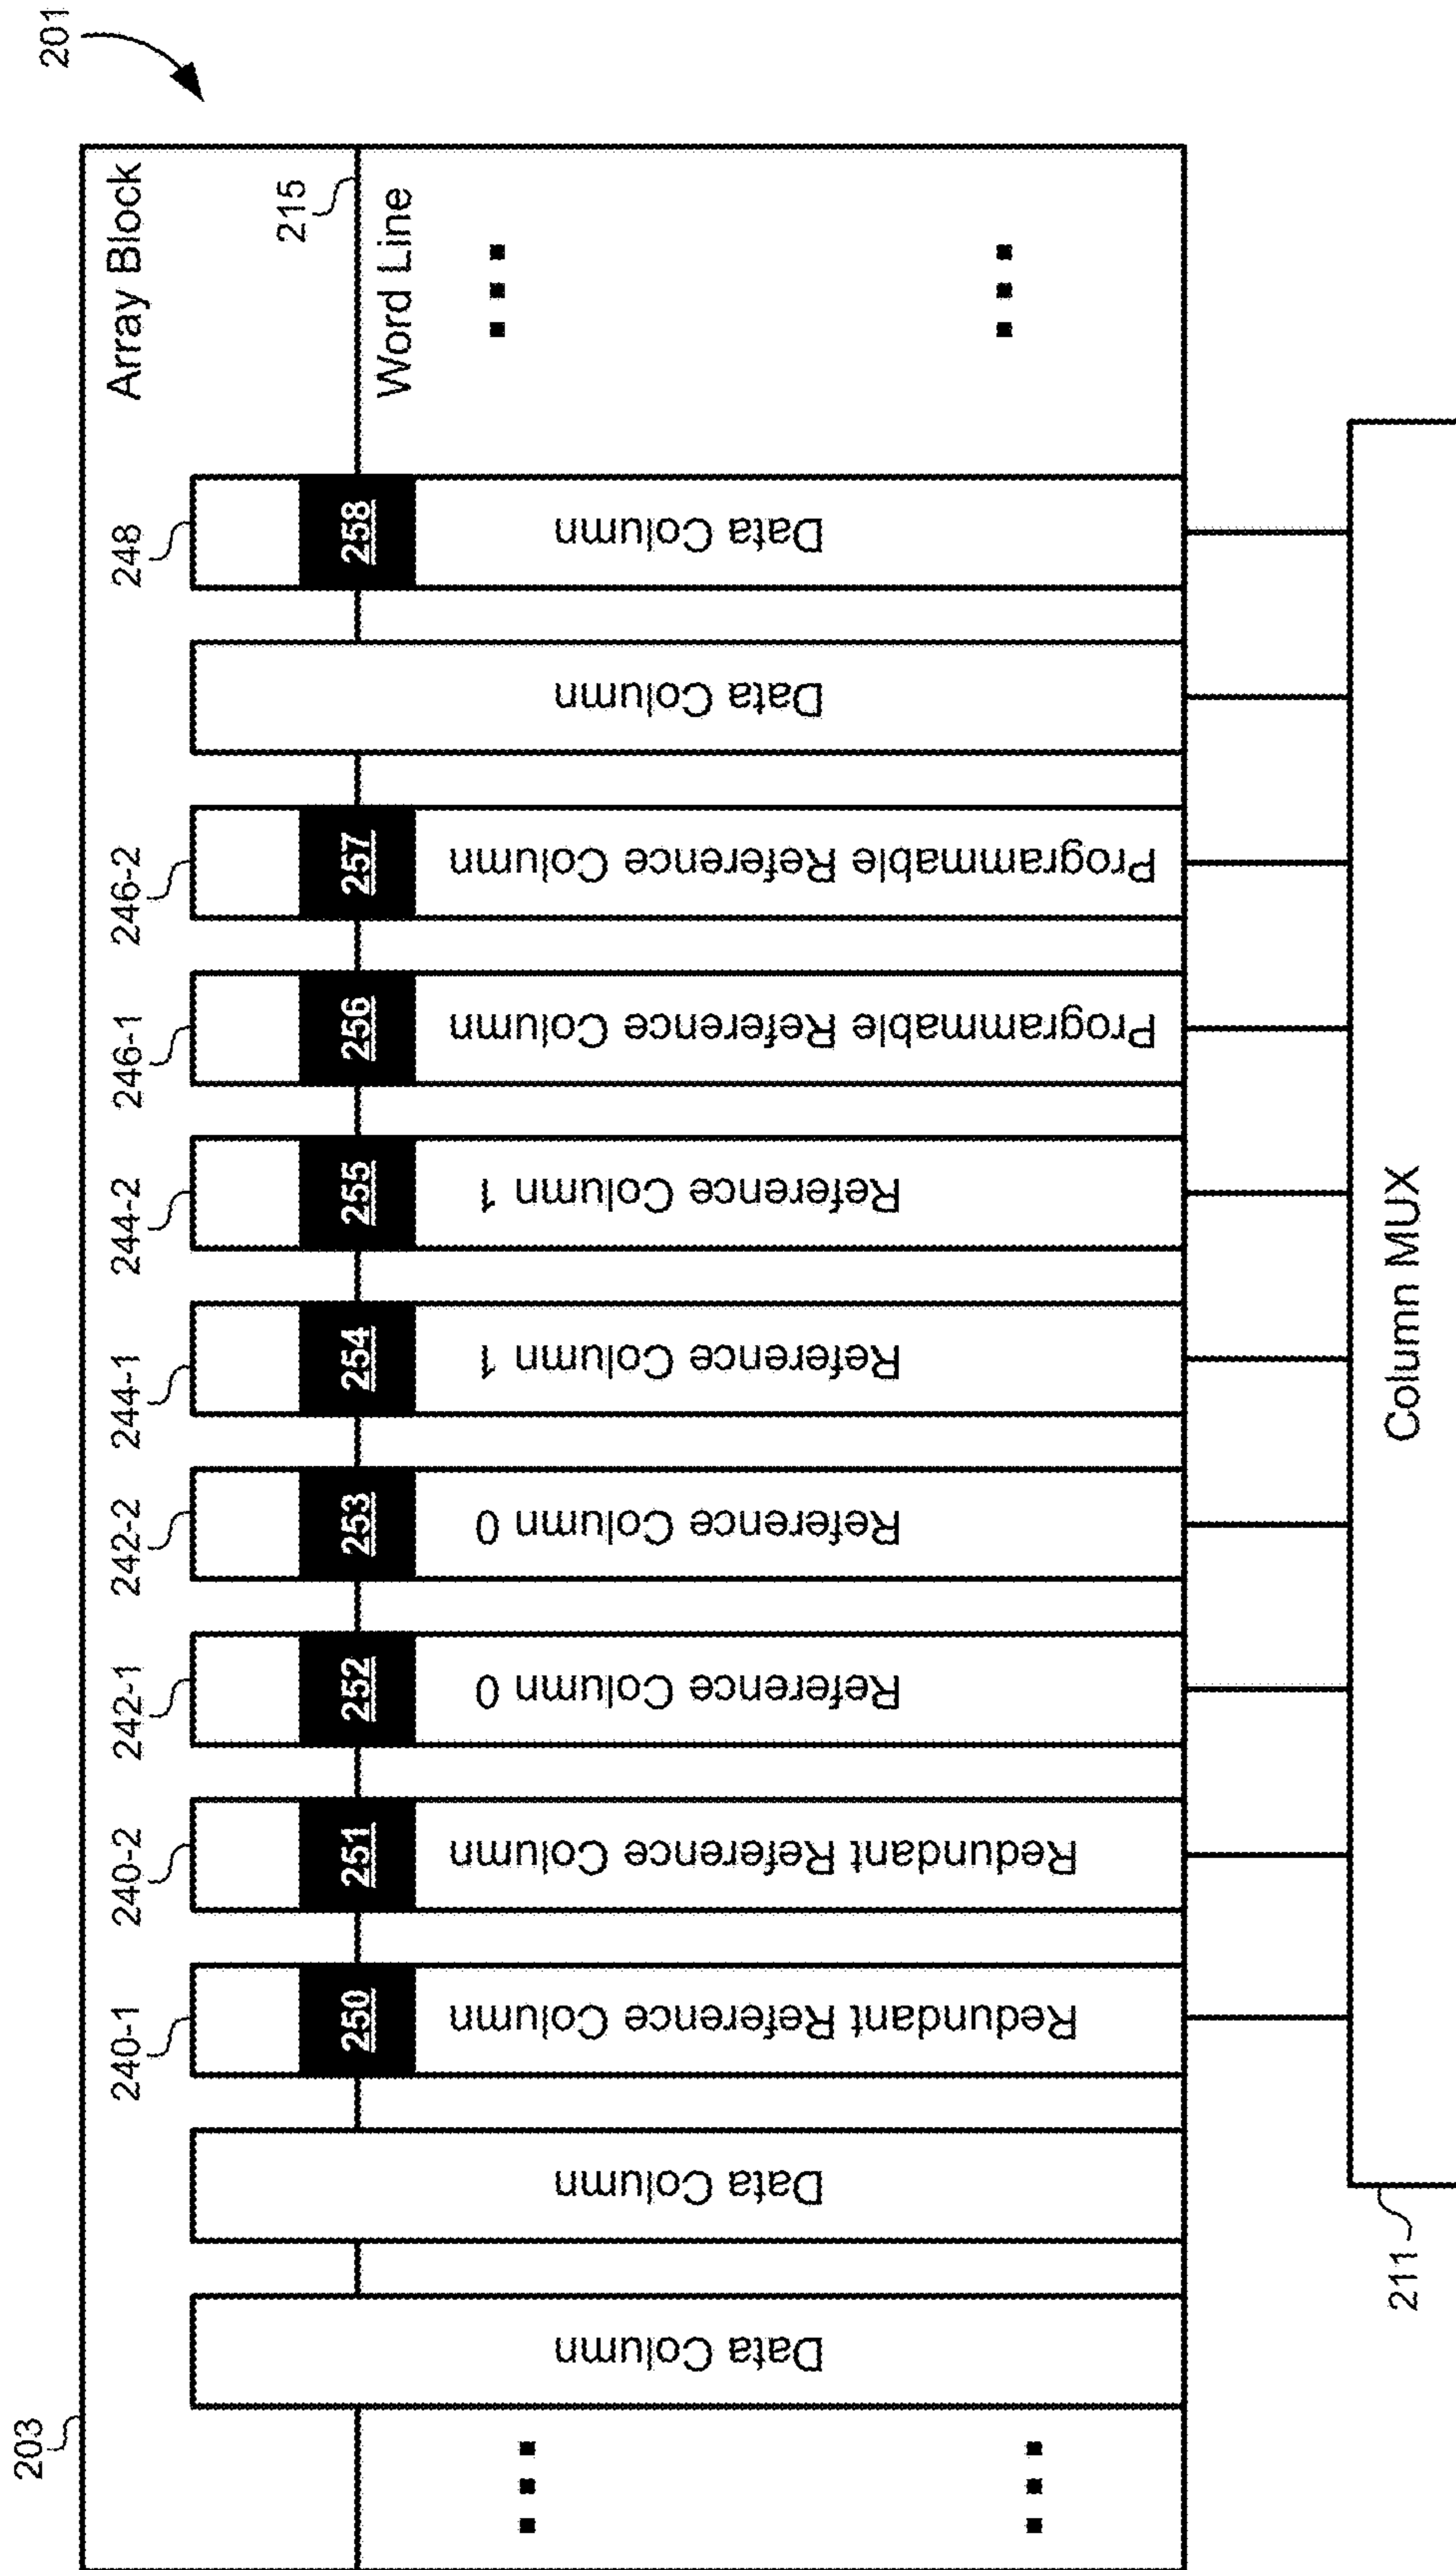 201
203
Array Block
215
Word Line
240-1
240-2
242-1
242-2
244-1
244-2
246-1
246-2
248
250
251
252
253
254
255
256
257
258
Data Column
Data Column
Redundant Reference Column
Redundant Reference Column
Reference Column 0
Reference Column 0
Reference Column 1
Reference Column 1
Programmable Reference Column
Programmable Reference Column
Data Column
Data Column
211
Column MUX